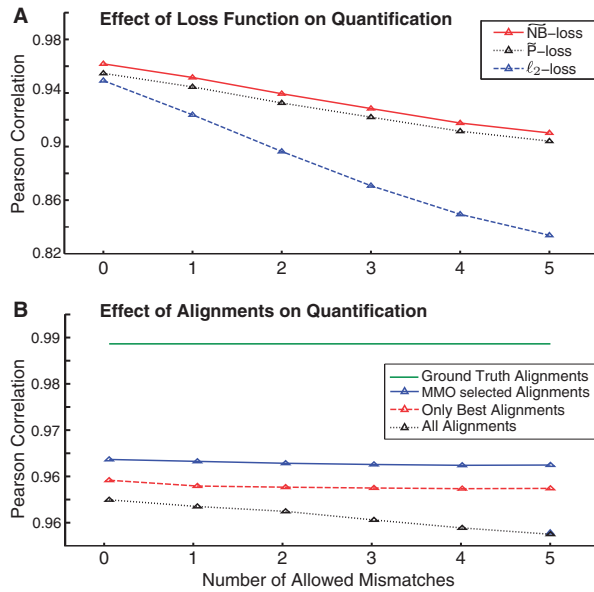 A Effect of Loss Function on Quantification
0.98
0.94
0.9
0.86
0.82
Pearson Correlation
N͠B-loss
P̃-loss
ℓ₂-loss
0 1 2 3 4 5
B Effect of Alignments on Quantification
0.99
0.98
0.97
0.96
0.96
Pearson Correlation
Ground Truth Alignments
MMO selected Alignments
Only Best Alignments
All Alignments
0 1 2 3 4 5
Number of Allowed Mismatches